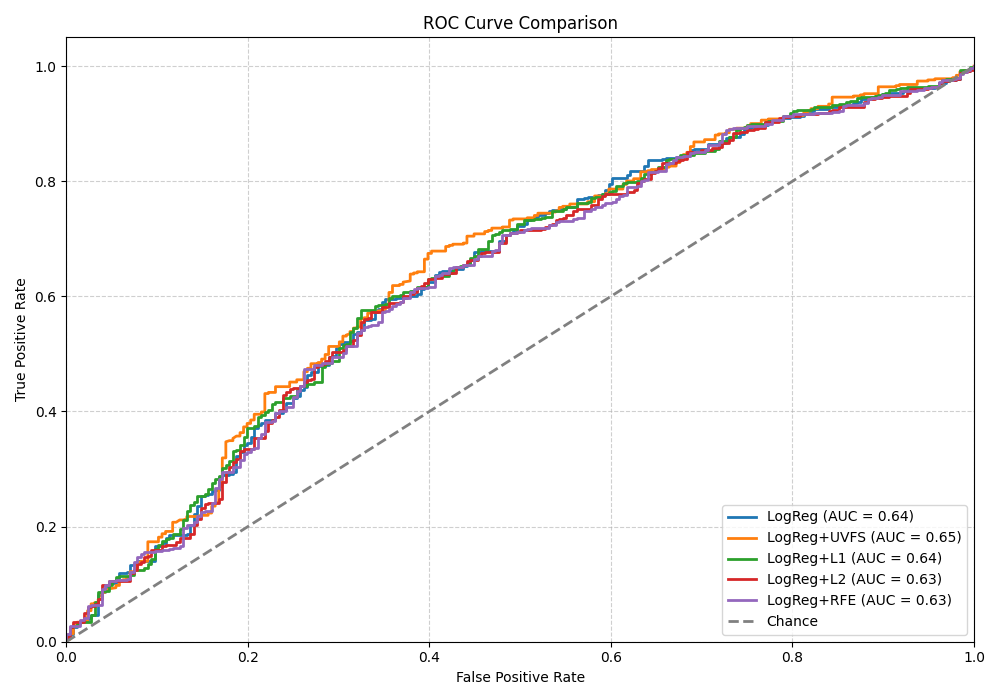 ROC Curve Comparison
True Positive Rate
1.0
0.8
0.6
0.4
0.2
0.0
LogReg (AUC = 0.64)
LogReg+UVFS (AUC = 0.65)
LogReg+L1 (AUC = 0.64)
LogReg+L2 (AUC = 0.63)
LogReg+RFE (AUC = 0.63)
Chance
0.0 0.2 0.4 0.6 0.8 1.0
False Positive Rate